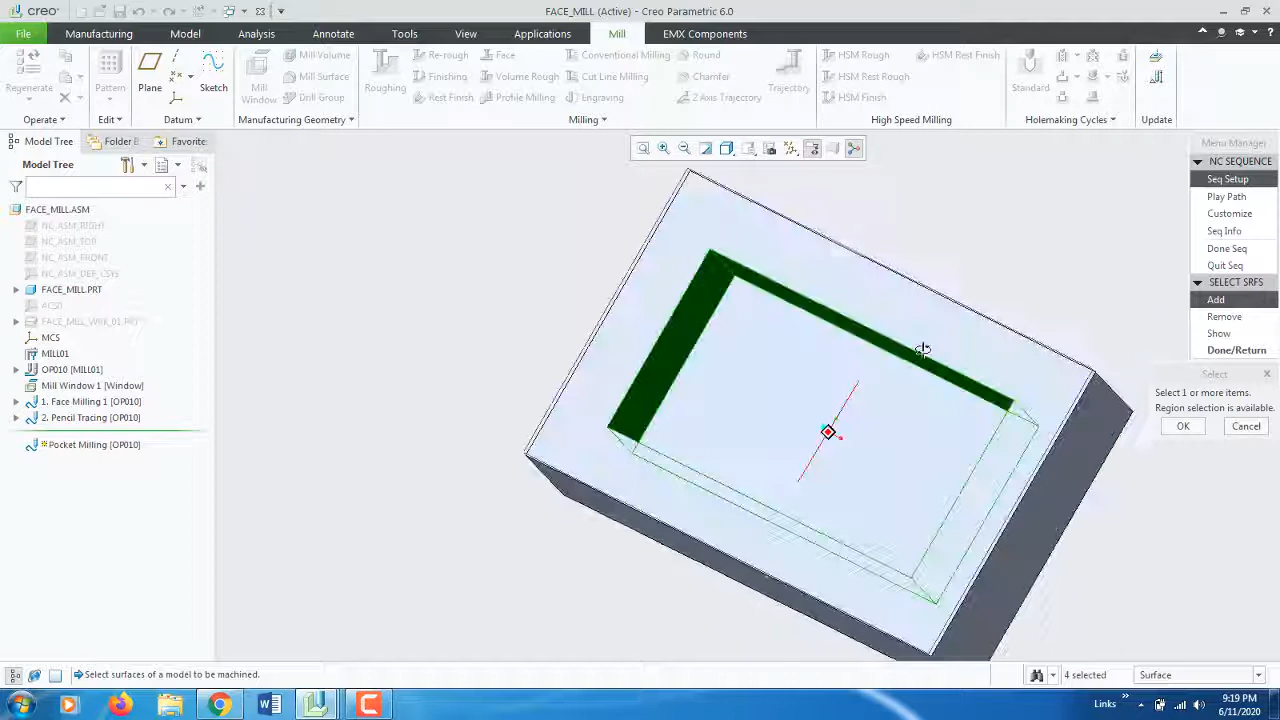 creo
FACE_MILL (Active) - Creo Parametric 6.0
File Manufacturing Model Analysis Annotate Tools View Applications Mill EMX Components
Regenerate
Operate
Pattern
Edit
Plane
Sketch
Datum
Mill Window
Mill Volume
Mill Surface
Drill Group
Manufacturing Geometry
Roughing
Re-rough
Finishing
Rest Finish
Face
Volume Rough
Profile Milling
Conventional Milling
Cut Line Milling
Engraving
Round
Chamfer
2 Axis Trajectory
Trajectory
Milling
HSM Rough
HSM Rest Rough
HSM Finish
HSM Rest Finish
High Speed Milling
Standard
Holemaking Cycles
Update
Model Tree Folder B Favorite
Model Tree
FACE_MILL.ASM
NC_ASM_RIGHT
NC_ASM_TOP
NC_ASM_FRONT
NC_ASM_DEF_CSYS
FACE_MILL.PRT
ACS0
FACE_MILL_WRK_01.PRT
MCS
MILL01
OP010 [MILL01]
Mill Window 1 [Window]
1. Face Milling 1 [OP010]
2. Pencil Tracing [OP010]
Pocket Milling [OP010]
Menu Manager
NC SEQUENCE
Seq Setup
Play Path
Customize
Seq Info
Done Seq
Quit Seq
SELECT SRFS
Add
Remove
Show
Done/Return
Select
Select 1 or more items.
Region selection is available.
OK Cancel
Select surfaces of a model to be machined.
4 selected
Surface
Links
9:19 PM
6/11/2020